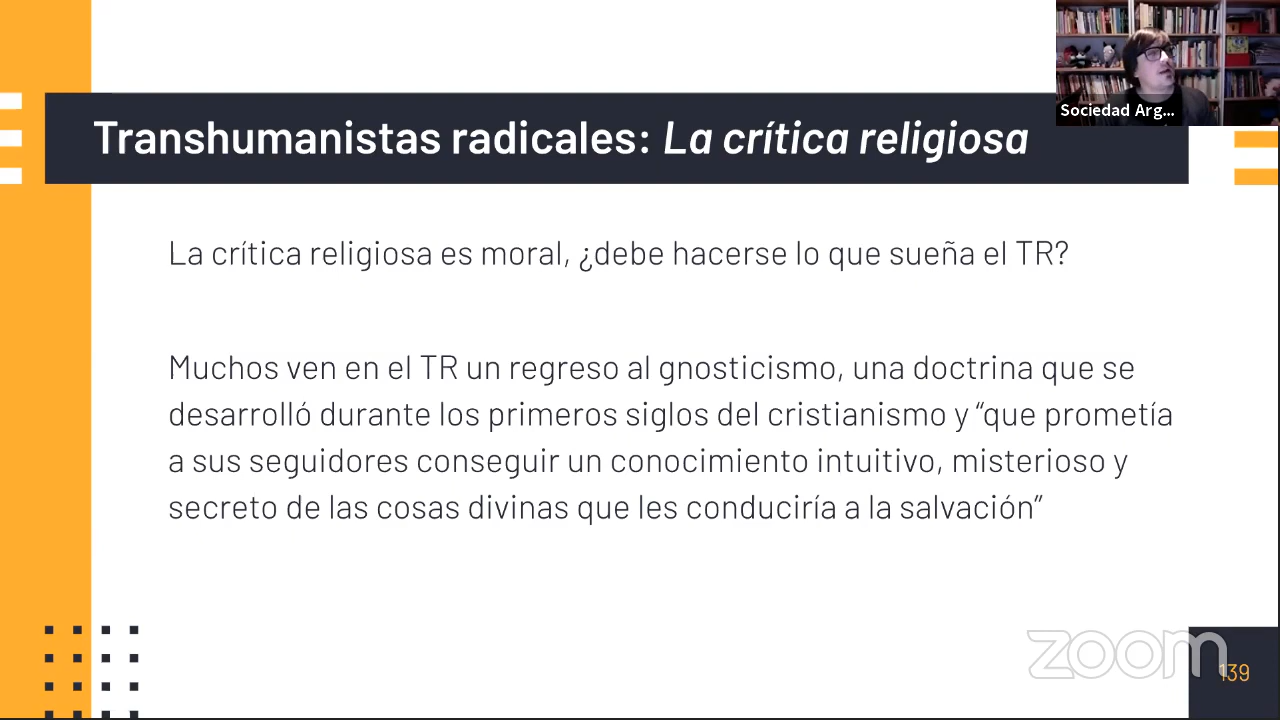 Sociedad Arg...
Transhumanistas radicales: La crítica religiosa
La crítica religiosa es moral, ¿debe hacerse lo que sueña el TR?
Muchos ven en el TR un regreso al gnosticismo, una doctrina que se
desarrolló durante los primeros siglos del cristianismo y “que prometía
a sus seguidores conseguir un conocimiento intuitivo, misterioso y
secreto de las cosas divinas que les conduciría a la salvación”
zoom
139